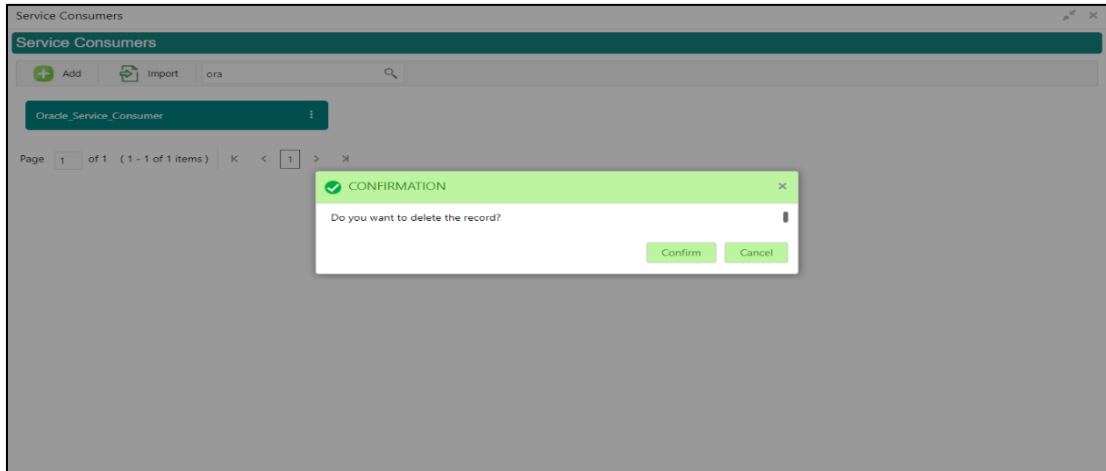 Service Consumers
Service Consumers
Add Import ora
Oracle_Service_Consumer
Page 1 of 1 ( 1 - 1 of 1 items ) 1
CONFIRMATION
Do you want to delete the record?
Confirm Cancel